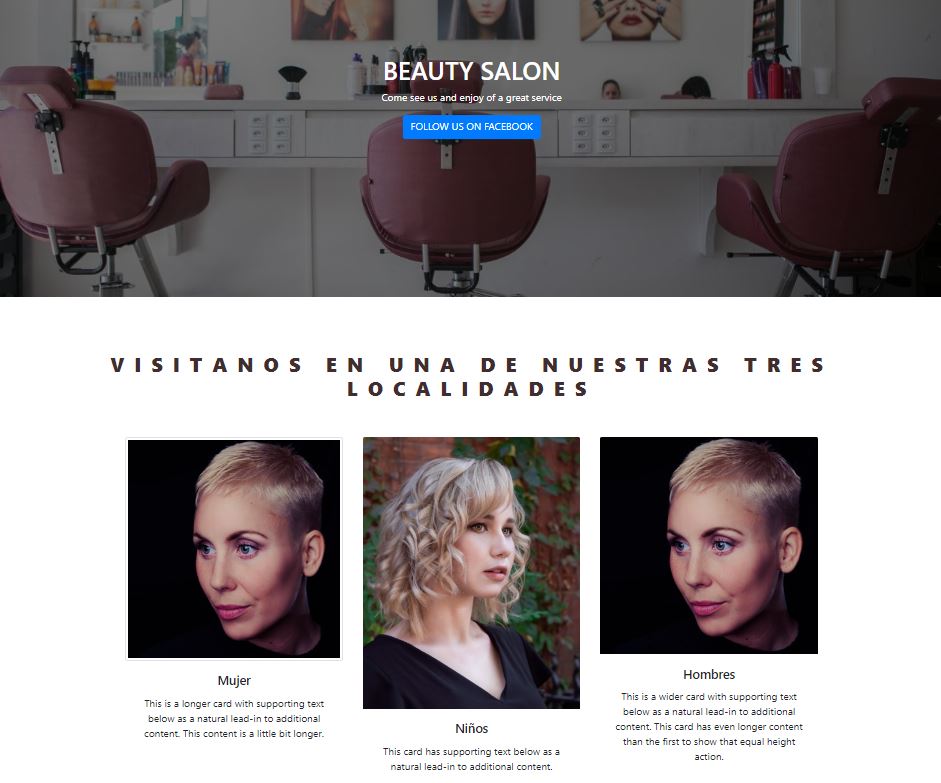 BEAUTY SALON
Come see us and enjoy of a great service
FOLLOW US ON FACEBOOK
VISITANOS EN UNA DE NUESTRAS TRES
LOCALIDADES
Mujer
This is a longer card with supporting text
below as a natural lead-in to additional
content. This content is a little bit longer.
Niños
This card has supporting text below as a
natural lead-in to additional content.
Hombres
This is a wider card with supporting text
below as a natural lead-in to additional
content. This card has even longer content
than the first to show that equal height
action.